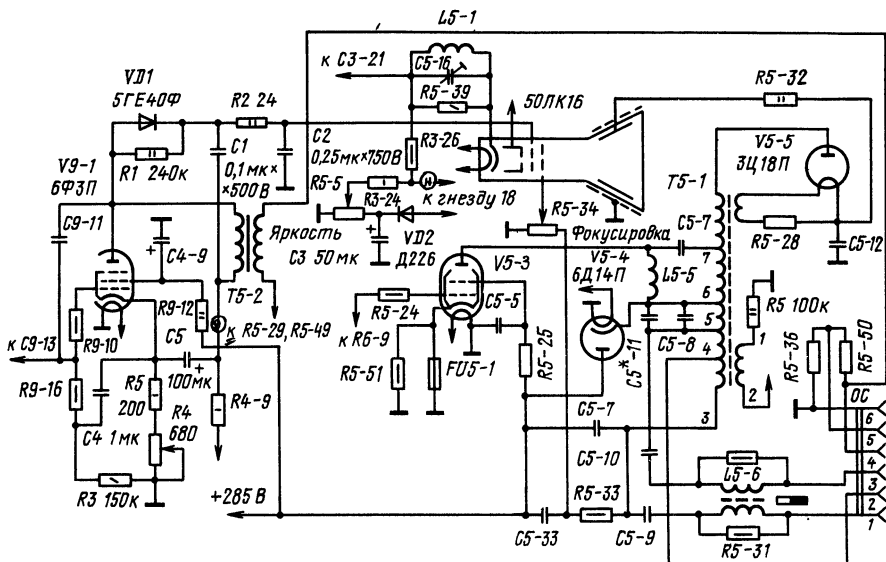 L5-1
к С3-21
C5-16
R5-39
50ЛК16
R5-32
VD1
5ГЕ40Ф
R2 24
C1
0,1 мк ×
×500 В
C2
0,25мк×750В
R3-26
V5-5
3Ц18П
V9-1
6Ф3П
R1 240к
C9-11
C4-9
R5-5
R3-24
к гнезду 18
T5-1
R5-34
Яркость
C3 50 мк
VD2
Д226
Фокусировка
C5-7
7
R5-28
C5-12
V5-3
V5-4
6Д14П
L5-5
T5-2
R9-12
C5
к
R5-29, R5-49
R5-24
C5-5
6
R5 100к
к R6-9
R5-25
5
C5-8
C5*-11
1
R5-36
R5-50
к С9-13
R9-10
100мк
R5-51
FU5-1
4
2
R9-16
R5
200
R4-9
C4 1мк
R4
680
C5-7
3
ОС
6
5
C5-10
L5-6
4
R3 150к
+285 В
3
R5-33
2
1
C5-33
C5-9
R5-31